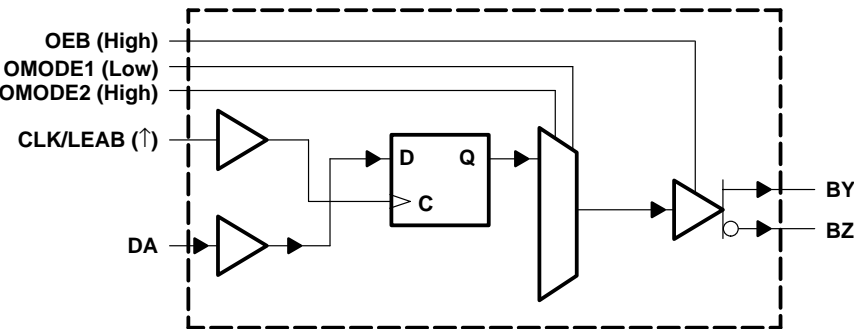 OEB (High)
OMODE1 (Low)
OMODE2 (High)
CLK/LEAB (↑)
D Q
C
DA
BY
BZ